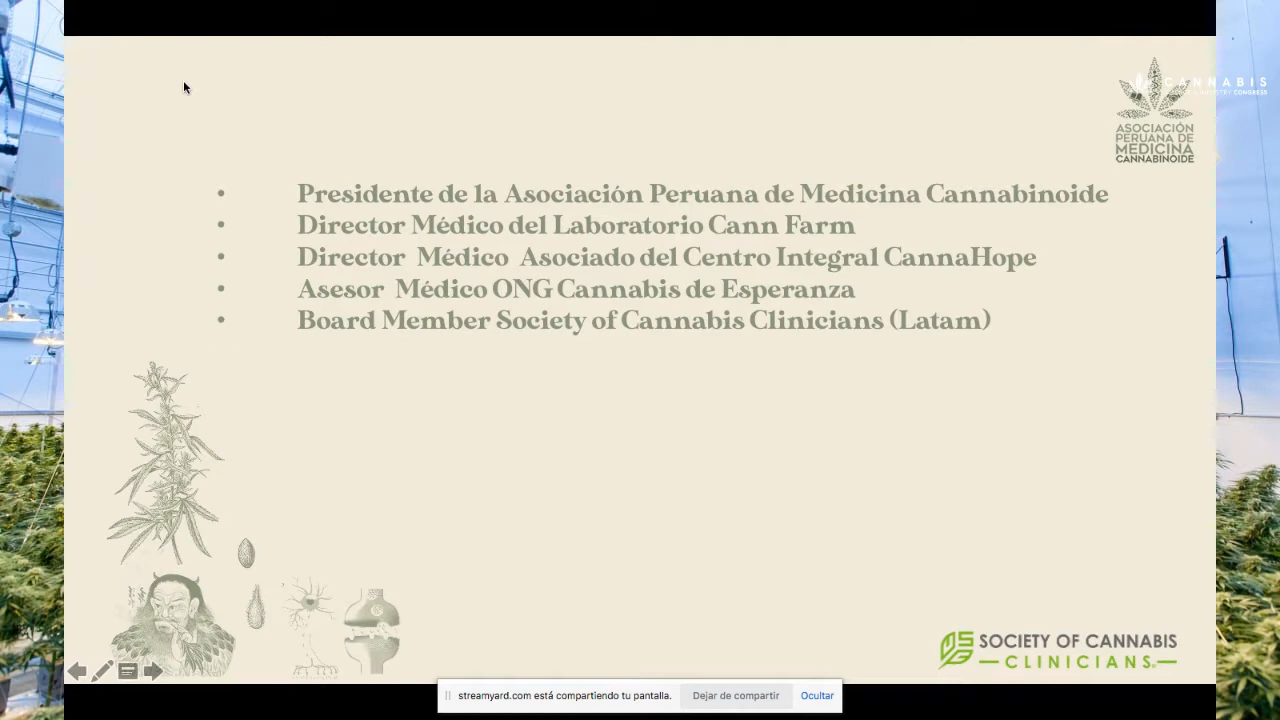 CANNABIS
CONGRESS
ASOCIACIÓN
PERUANA DE
MEDICINA
CANNABINOIDE
• Presidente de la Asociación Peruana de Medicina Cannabinoide
• Director Médico del Laboratorio Cann Farm
• Director Médico Asociado del Centro Integral CannaHope
• Asesor Médico ONG Cannabis de Esperanza
• Board Member Society of Cannabis Clinicians (Latam)
SOCIETY OF CANNABIS
CLINICIANS
streamyard.com está compartiendo tu pantalla. Dejar de compartir Ocultar